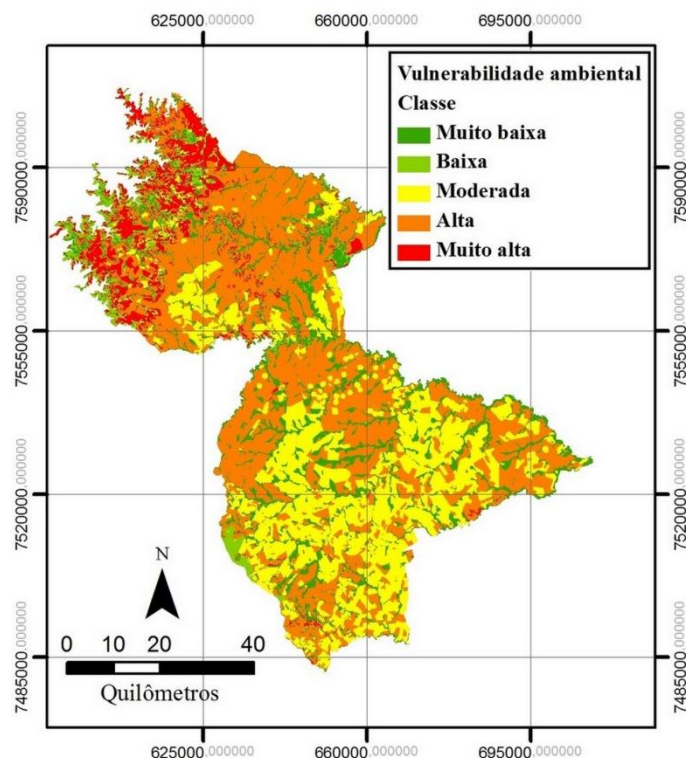 625000,000000 660000,000000 695000,000000
Vulnerabilidade ambiental
Classe
Muito baixa
Baixa
Moderada
Alta
Muito alta
7590000,000000
7590000,000000
7555000,000000
7555000,000000
7520000,000000
7520000,000000
7485000,000000
7485000,000000
N
0 10 20 40
Quilômetros
625000,000000 660000,000000 695000,000000